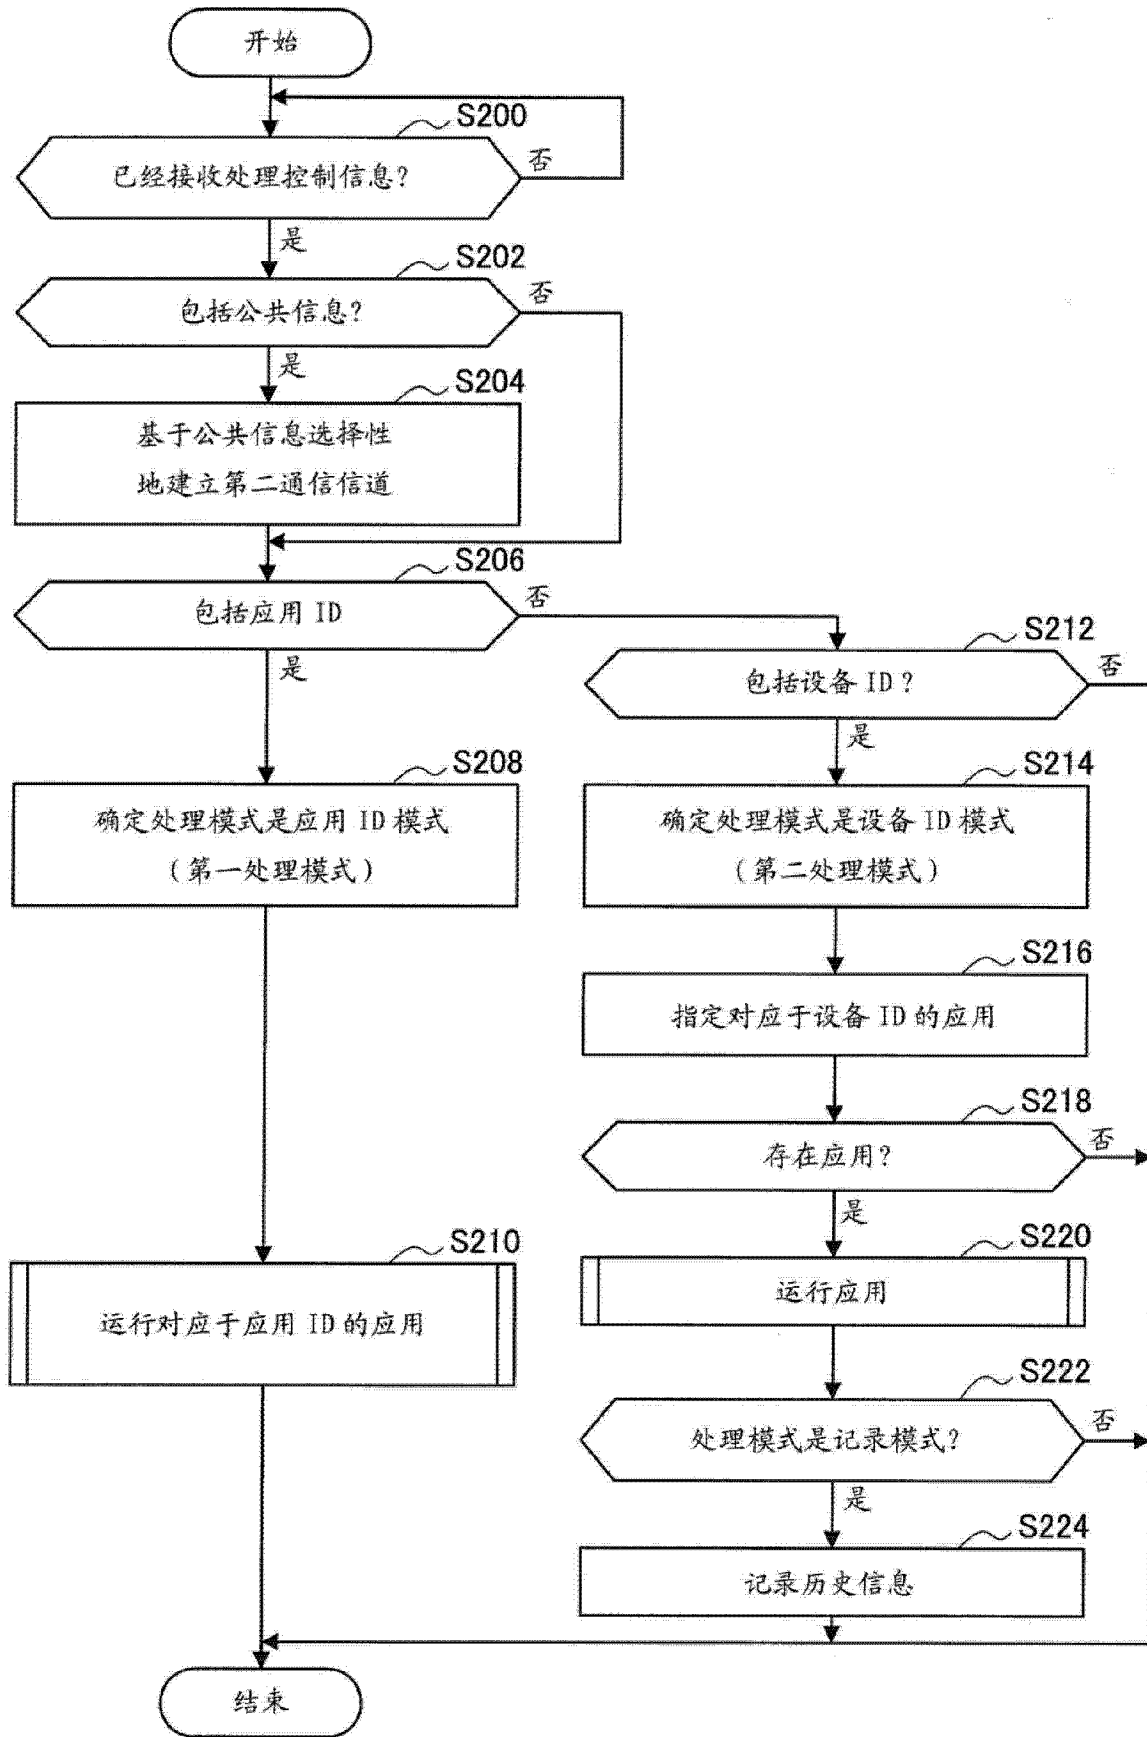 开始
S200
已经接收处理控制信息?
否
是
S202
包括公共信息?
否
是
S204
基于公共信息选择性
地建立第二通信信道
S206
包括应用 ID
否
是
S212
包括设备 ID?
否
是
S208
确定处理模式是应用 ID 模式
(第一处理模式)
S214
确定处理模式是设备 ID 模式
(第二处理模式)
S216
指定对应于设备 ID 的应用
S218
存在应用?
否
是
S210
运行对应于应用 ID 的应用
S220
运行应用
S222
处理模式是记录模式?
否
是
S224
记录历史信息
结束